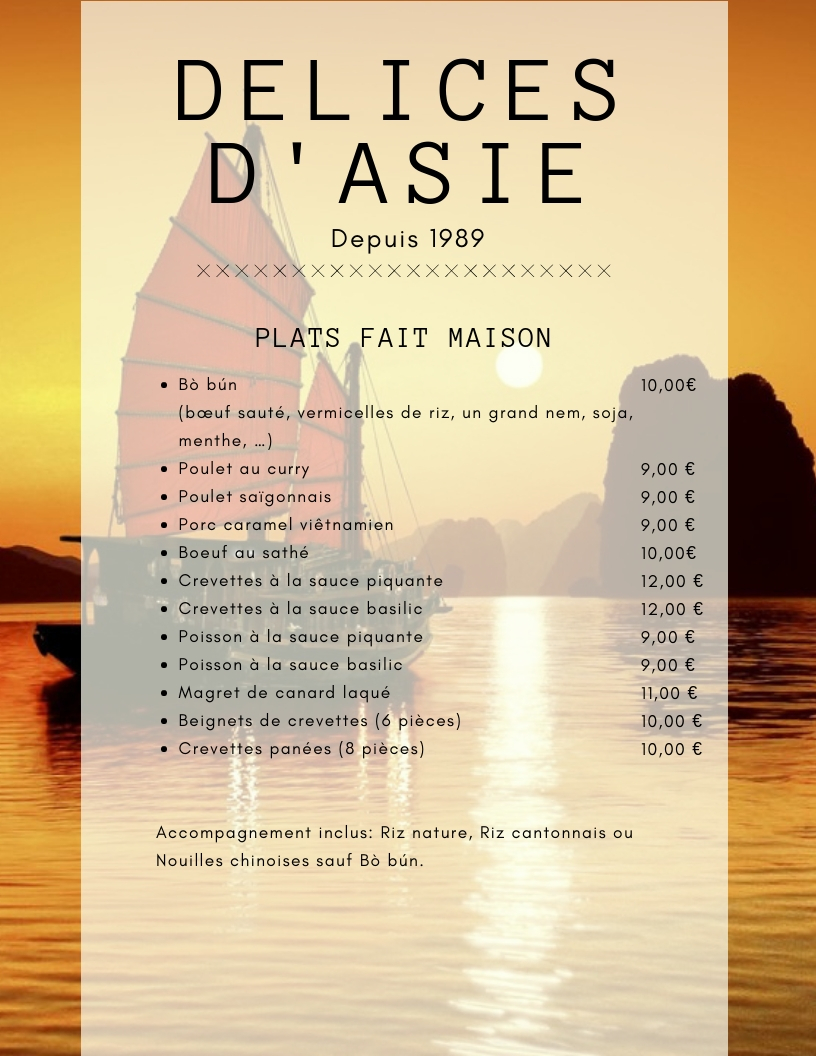 DELICES
D'ASIE
Depuis 1989
PLATS FAIT MAISON
Bò bún 10,00€
(bœuf sauté, vermicelles de riz, un grand nem, soja,
menthe, …)
Poulet au curry 9,00 €
Poulet saïgonnais 9,00 €
Porc caramel viêtnamien 9,00 €
Boeuf au sathé 10,00€
Crevettes à la sauce piquante 12,00 €
Crevettes à la sauce basilic 12,00 €
Poisson à la sauce piquante 9,00 €
Poisson à la sauce basilic 9,00 €
Magret de canard laqué 11,00 €
Beignets de crevettes (6 pièces) 10,00 €
Crevettes panées (8 pièces) 10,00 €
Accompagnement inclus: Riz nature, Riz cantonnais ou
Nouilles chinoises sauf Bò bún.